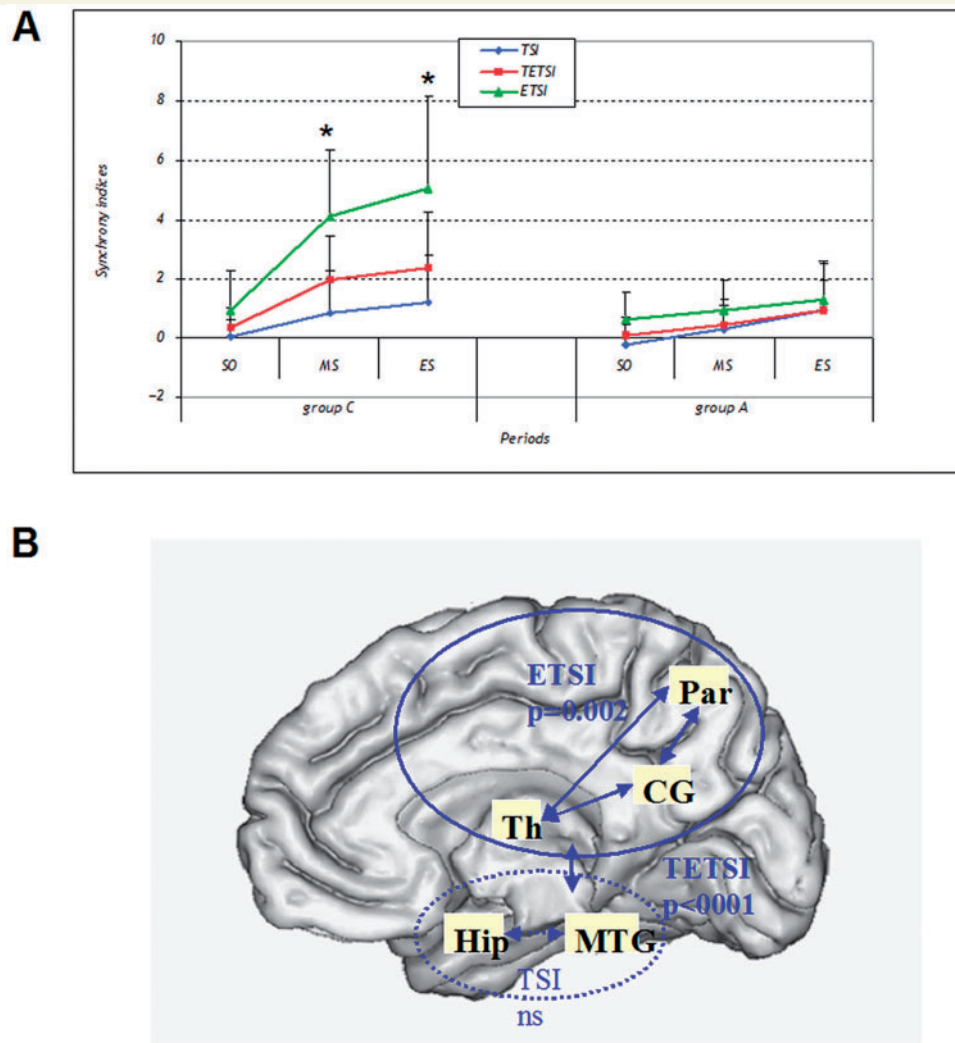 A
10
8
6
4
2
0
−2
Synchrony indices
TSI
TETSI
ETSI
*
*
SO MS ES SO MS ES
group C group A
Periods
B
ETSI
p=0.002
Par
CG
Th
TETSI
p<0001
Hip MTG
TSI
ns